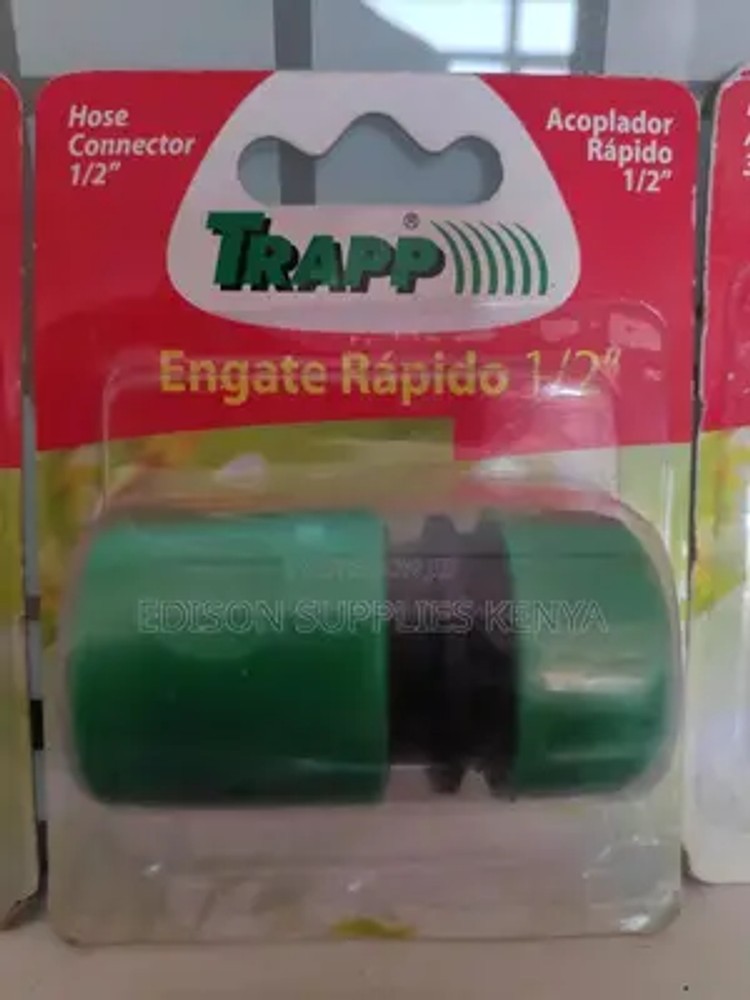 Hose
Connector
1/2"
Acoplador
Rápido
1/2"
TRAPP®
Engate Rápido 1/2"
EDISON SUPPLIES KENYA